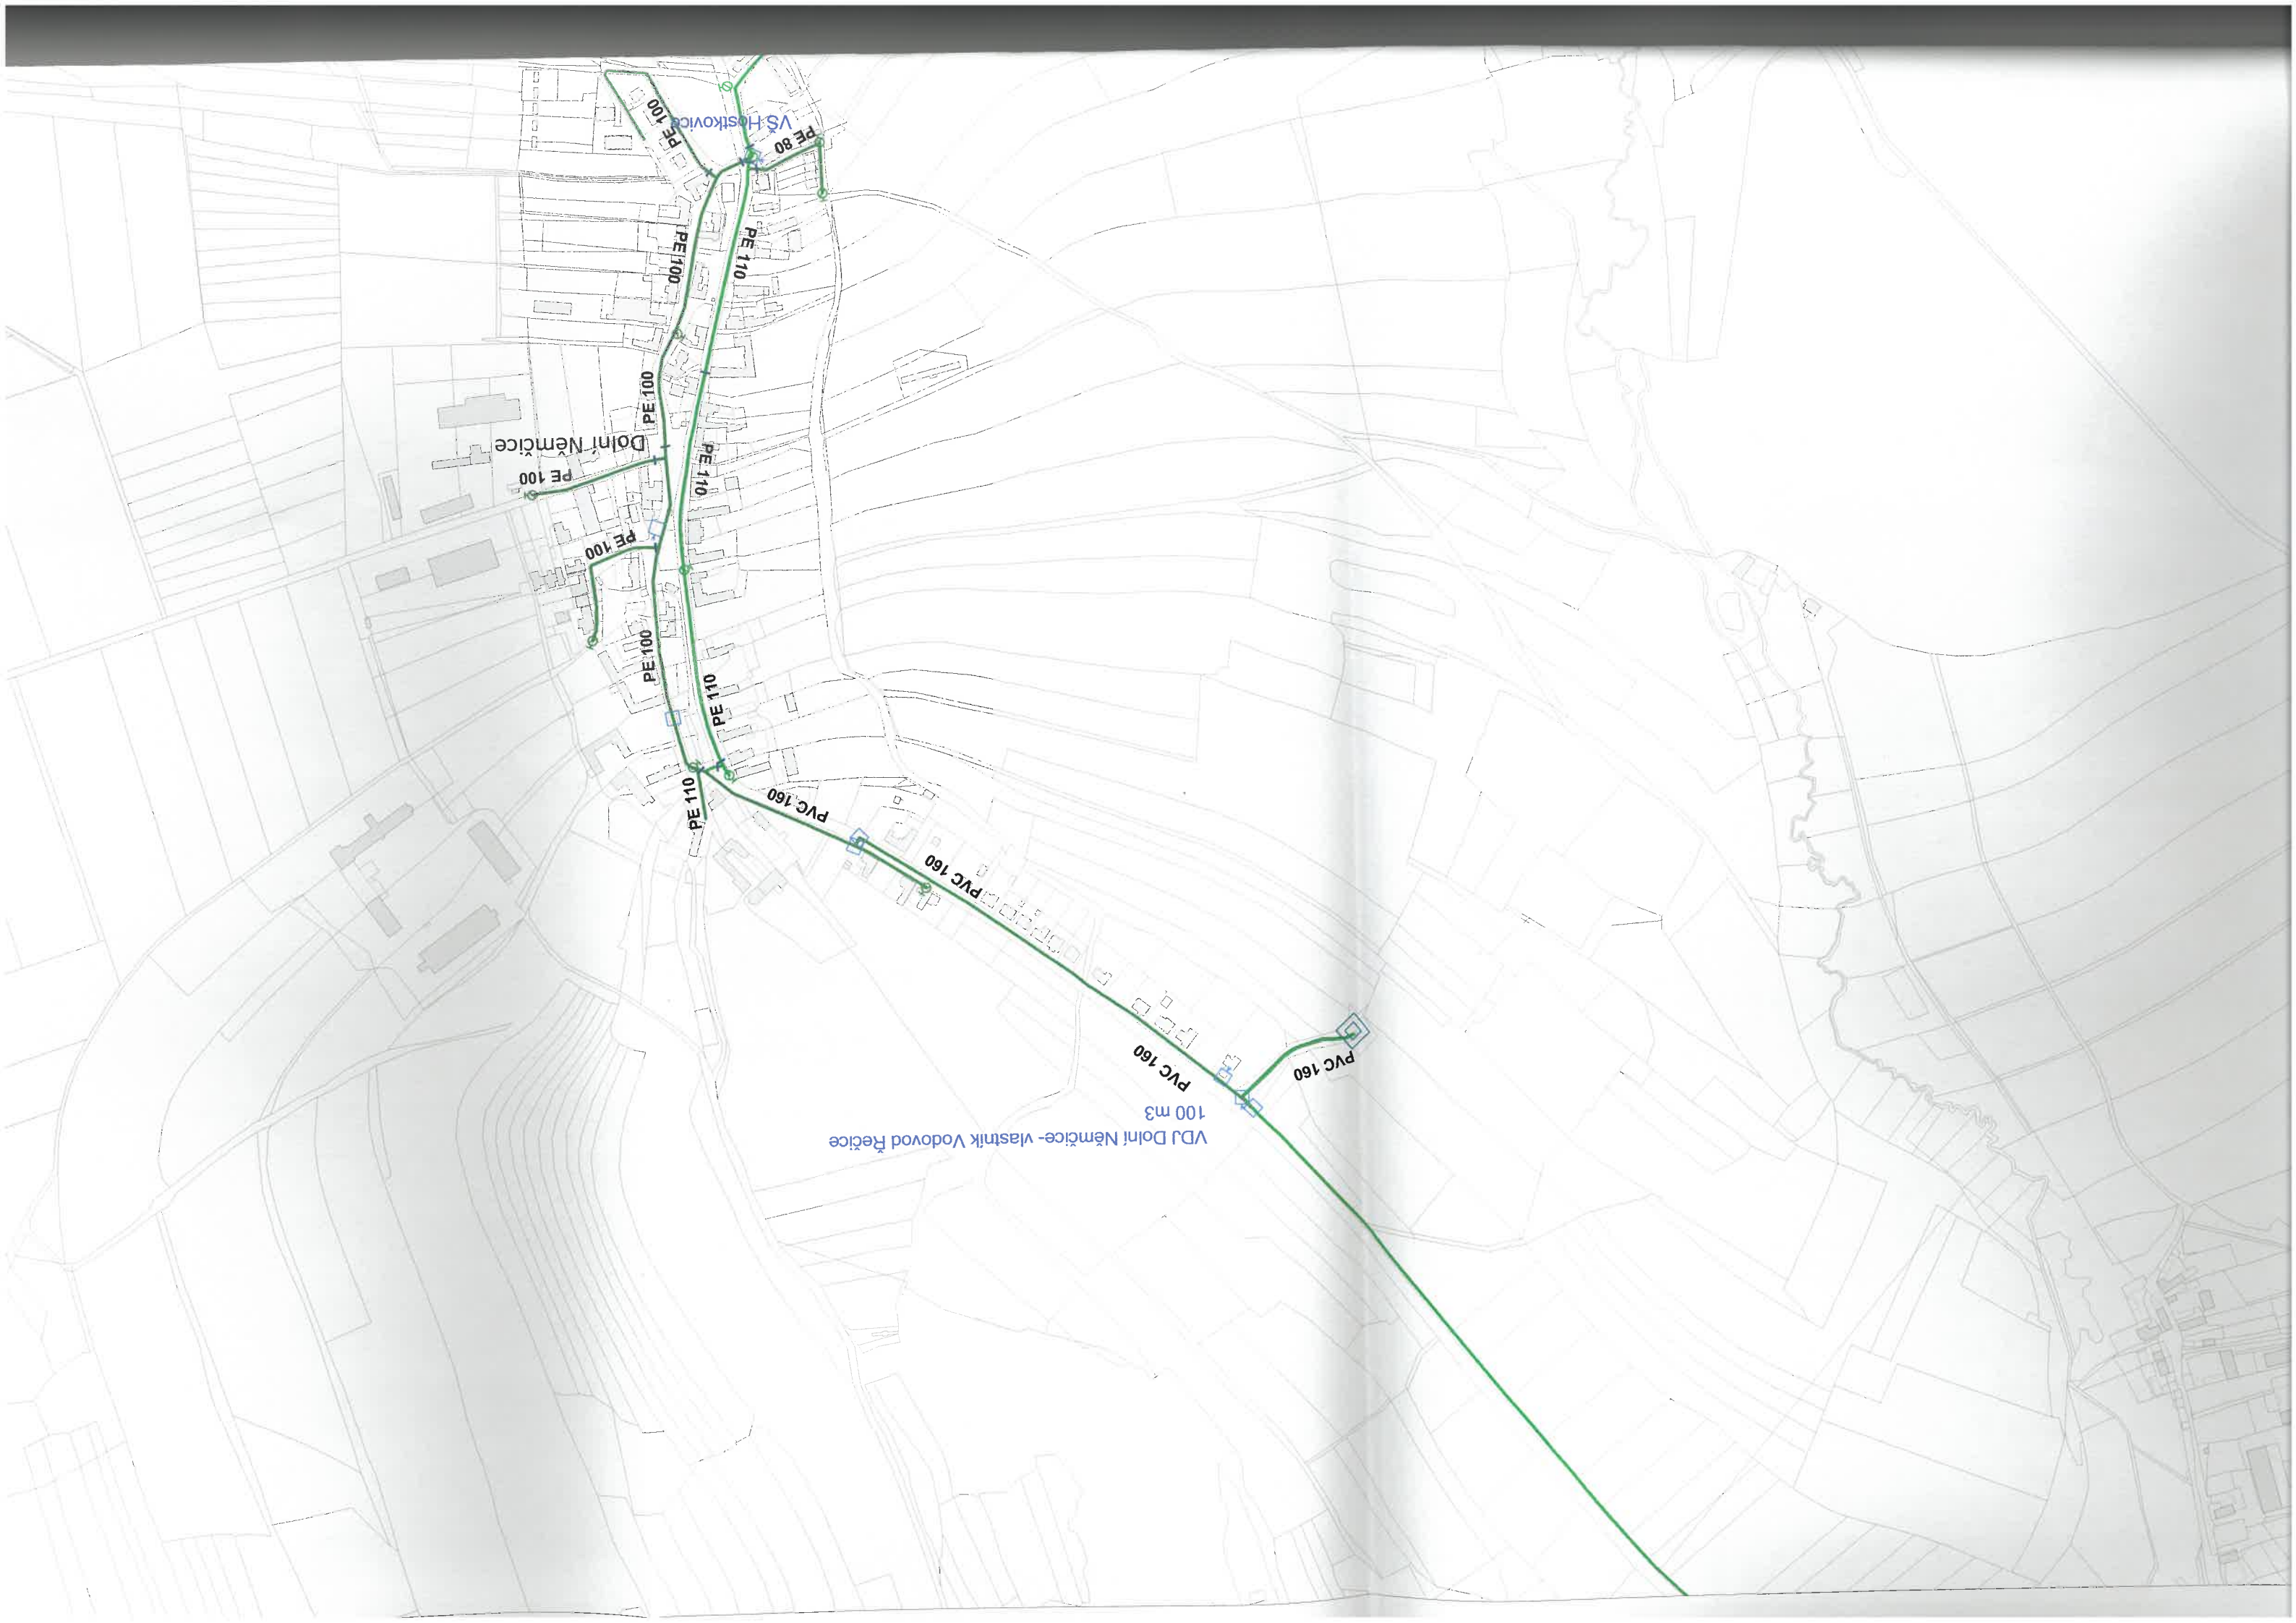 VDJ Dolní Němčice- vlastník Vodovod Řečice
100 m3
PVC 160
PVC 160
PVC 160
PVC 160
PE 110
PE 110
PE 100
PE 100
PE 100
PE 110
Dolní Němčice
PE 100
PE 110
PE 100
PE 80
VŠ Hostkovice
PE 100